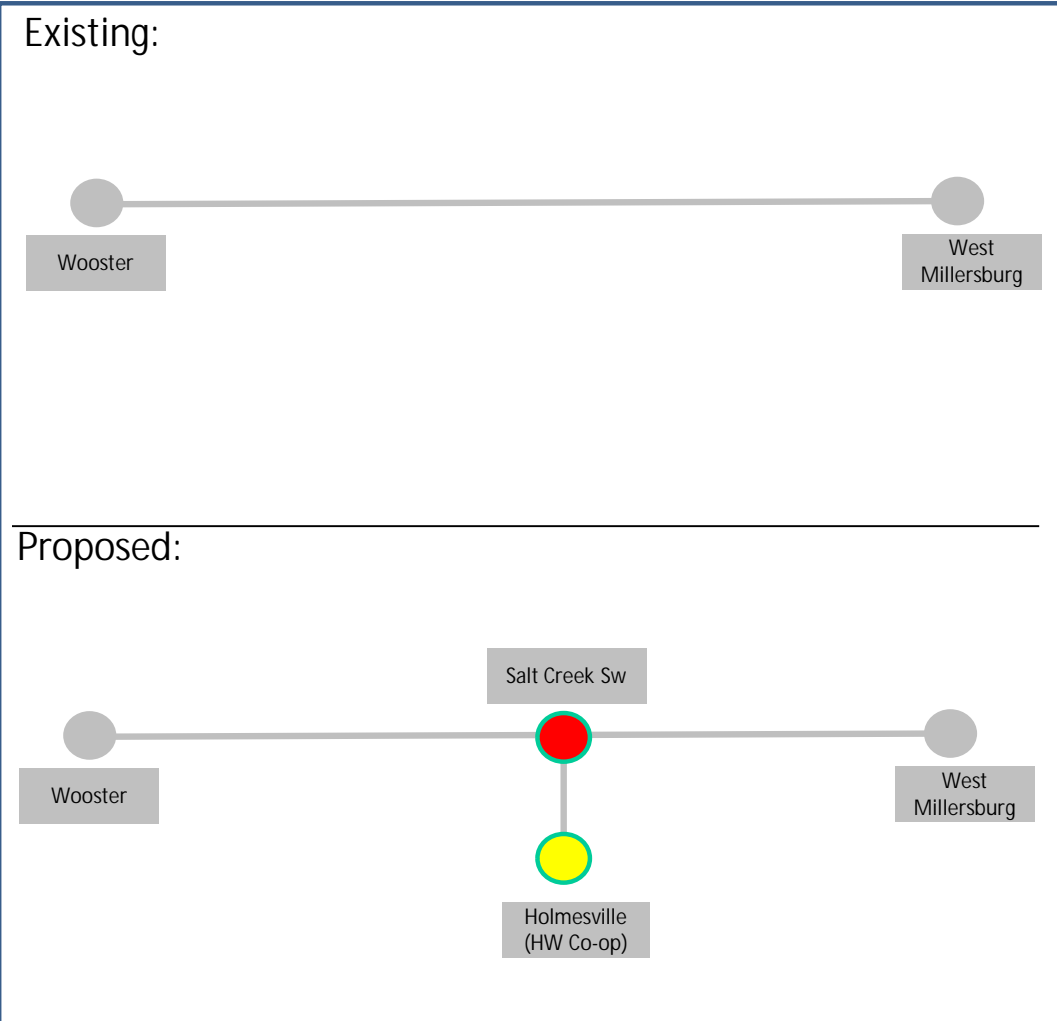 Existing:
Wooster
West
Millersburg
Proposed:
Salt Creek Sw
Wooster
West
Millersburg
Holmesville
(HW Co-op)